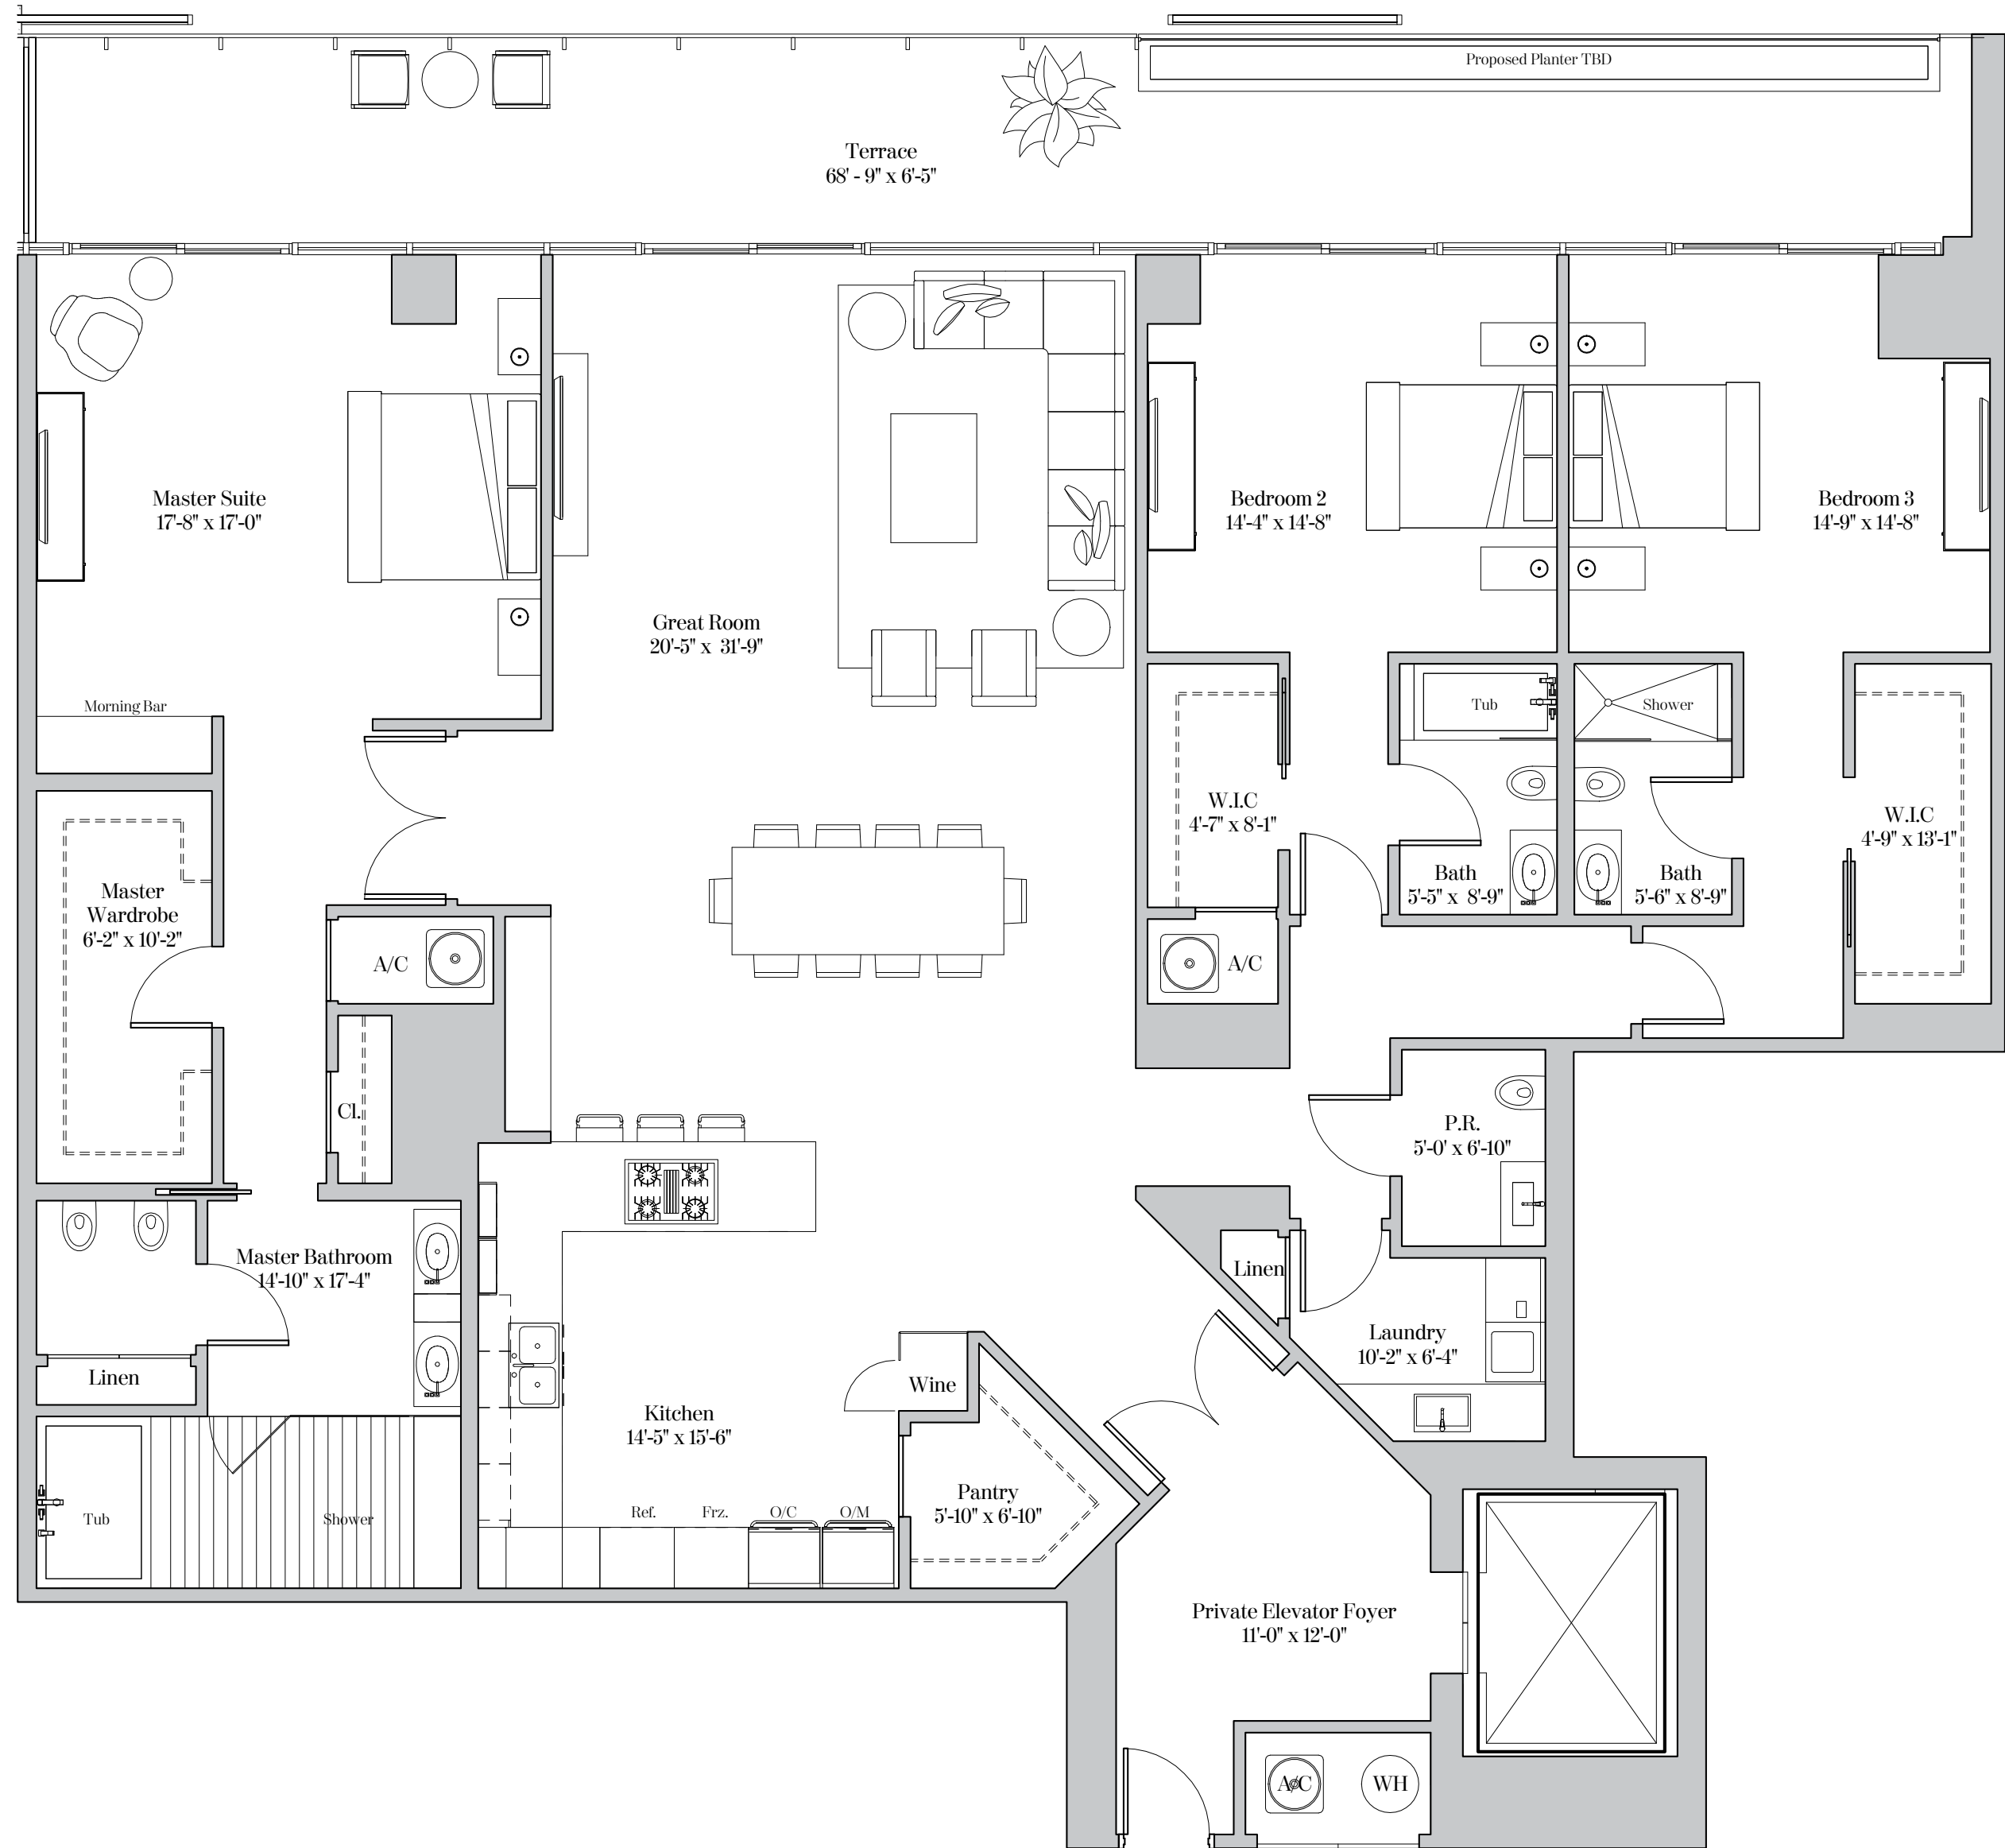 Proposed Planter TBD
Terrace
68' - 9" x 6'-5"
Master Suite
17'-8" x 17'-0"
Bedroom 2
14'-4" x 14'-8"
Bedroom 3
14'-9" x 14'-8"
Great Room
20'-5" x 31'-9"
Morning Bar
Tub
Shower
W.I.C
4'-7" x 8'-1"
W.I.C
4'-9" x 13'-1"
Bath
5'-5" x 8'-9"
Bath
5'-6" x 8'-9"
Master
Wardrobe
6'-2" x 10'-2"
A/C
A/C
Cl.
P.R.
5'-0' x 6'-10"
Master Bathroom
14'-10" x 17'-4"
Linen
Laundry
10'-2" x 6'-4"
Linen
Wine
Kitchen
14'-5" x 15'-6"
Pantry
5'-10" x 6'-10"
Ref.
Frz.
O/C
O/M
Tub
Shower
Private Elevator Foyer
11'-0" x 12'-0"
A/C
WH